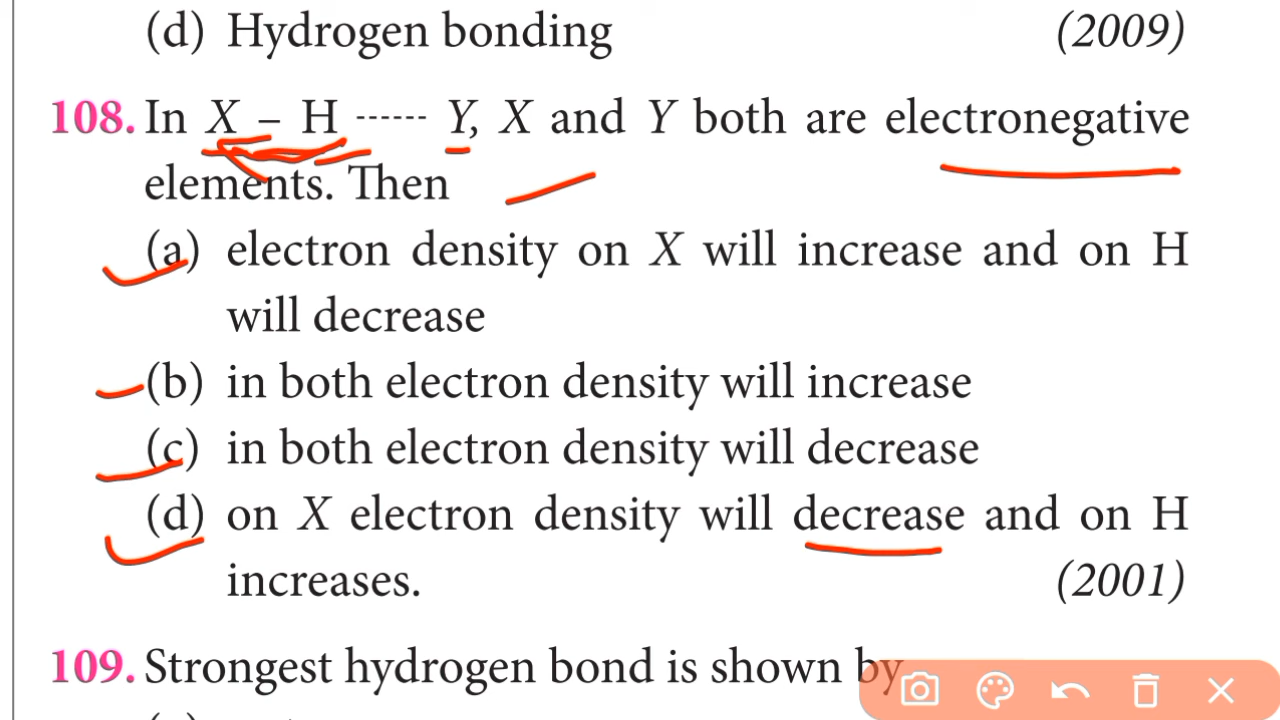 (d) Hydrogen bonding (2009)
108. In X – H ------ Y, X and Y both are electronegative
elements. Then
(a) electron density on X will increase and on H
will decrease
(b) in both electron density will increase
(c) in both electron density will decrease
(d) on X electron density will decrease and on H
increases. (2001)
109. Strongest hydrogen bond is shown by